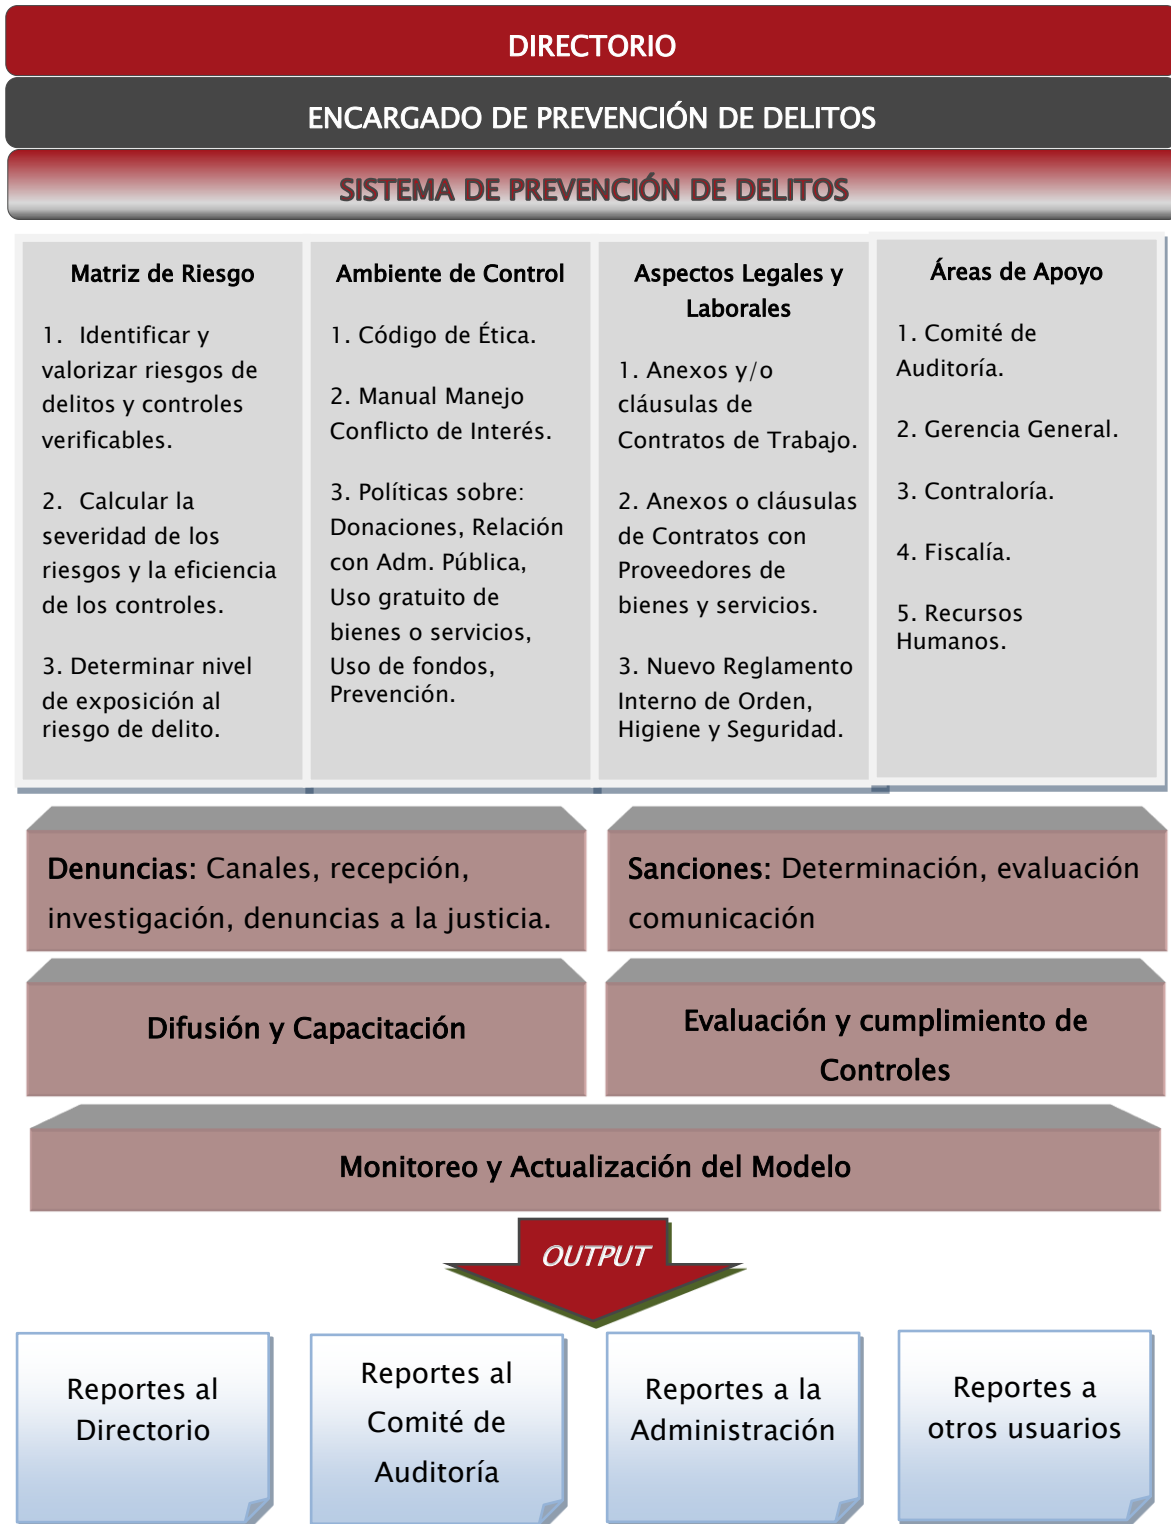 DIRECTORIO
ENCARGADO DE PREVENCIÓN DE DELITOS
SISTEMA DE PREVENCIÓN DE DELITOS
Matriz de Riesgo
1. Identificar y
valorizar riesgos de
delitos y controles
verificables.
2. Calcular la
severidad de los
riesgos y la eficiencia
de los controles.
3. Determinar nivel
de exposición al
riesgo de delito.
Ambiente de Control
1. Código de Ética.
2. Manual Manejo
Conflicto de Interés.
3. Políticas sobre:
Donaciones, Relación
con Adm. Pública,
Uso gratuito de
bienes o servicios,
Uso de fondos,
Prevención.
Aspectos Legales y
Laborales
1. Anexos y/o
cláusulas de
Contratos de Trabajo.
2. Anexos o cláusulas
de Contratos con
Proveedores de
bienes y servicios.
3. Nuevo Reglamento
Interno de Orden,
Higiene y Seguridad.
Áreas de Apoyo
1. Comité de
Auditoría.
2. Gerencia General.
3. Contraloría.
4. Fiscalía.
5. Recursos
Humanos.
Denuncias: Canales, recepción,
investigación, denuncias a la justicia.
Sanciones: Determinación, evaluación
comunicación
Difusión y Capacitación
Evaluación y cumplimiento de
Controles
Monitoreo y Actualización del Modelo
OUTPUT
Reportes al
Directorio
Reportes al
Comité de
Auditoría
Reportes a la
Administración
Reportes a
otros usuarios